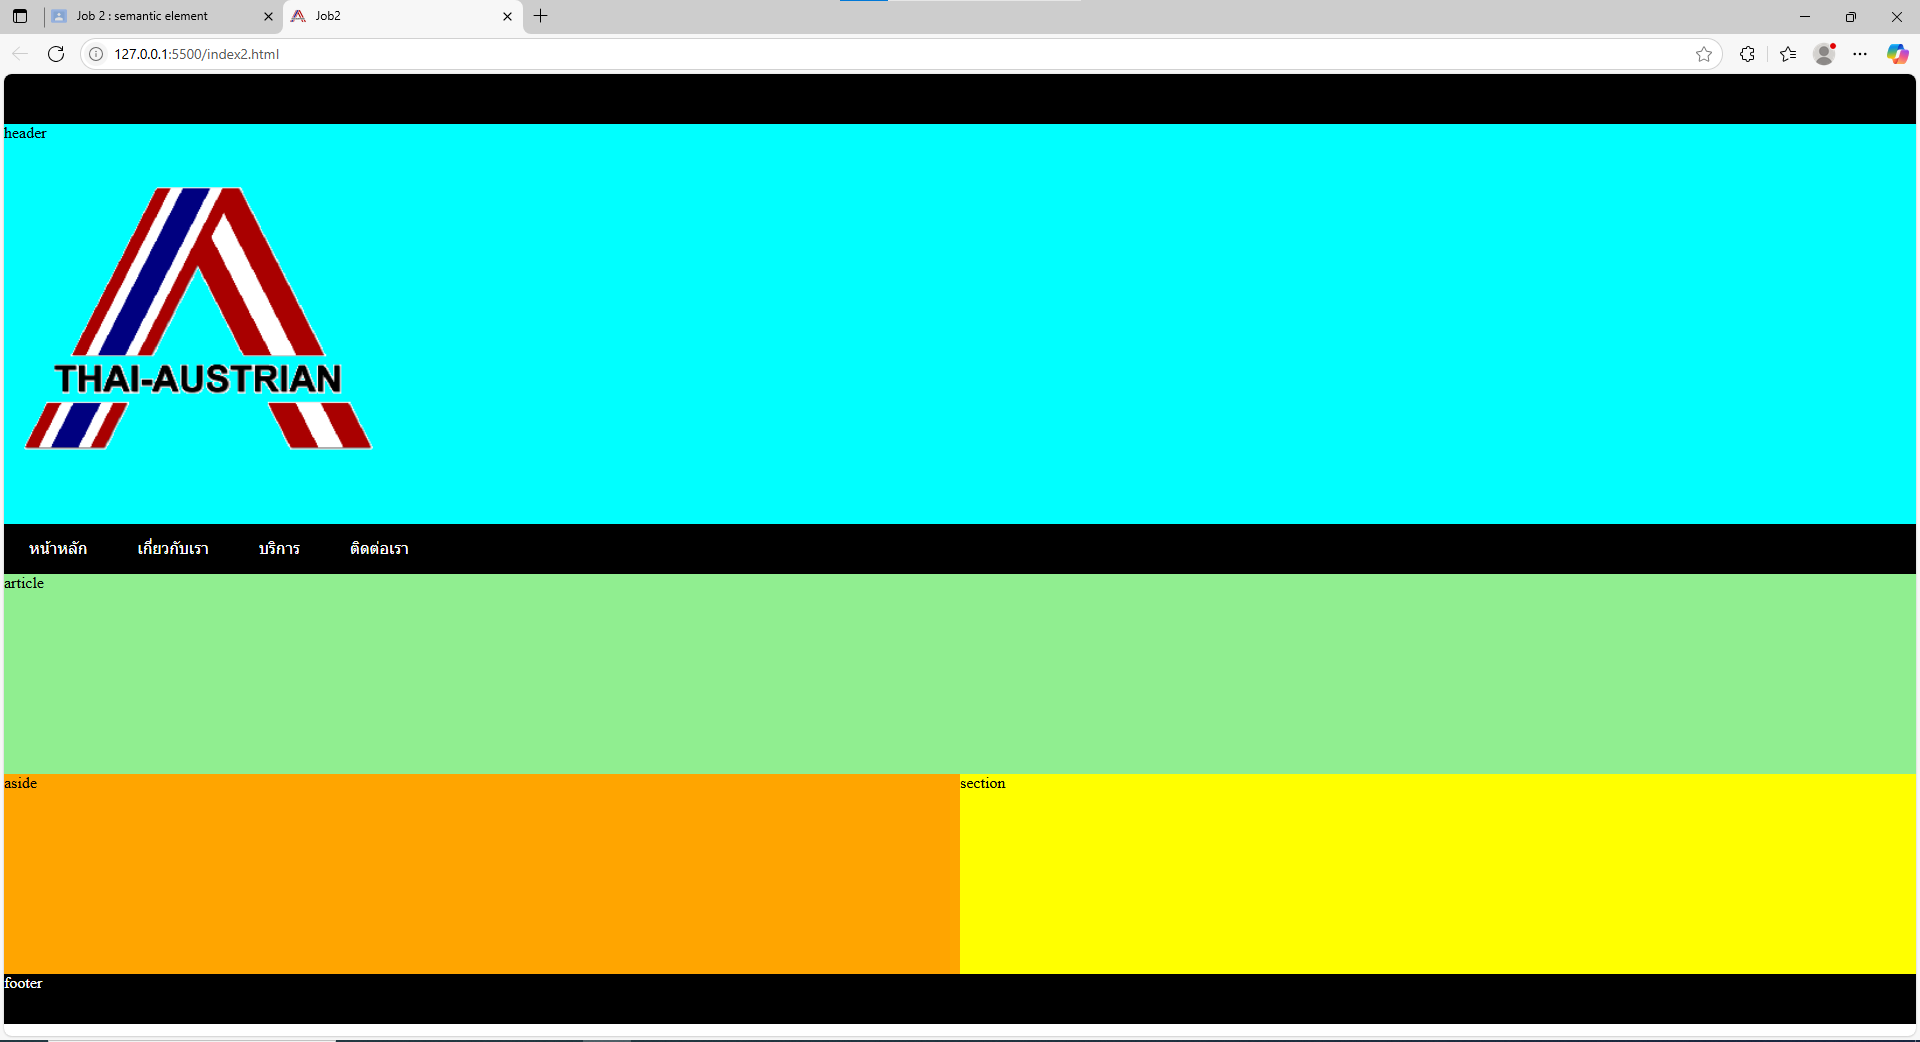 Job 2 : semantic element
Job2
127.0.0.1:5500/index2.html
header
THAI-AUSTRIAN
หน้าหลัก เกี่ยวกับเรา บริการ ติดต่อเรา
article
aside section
footer